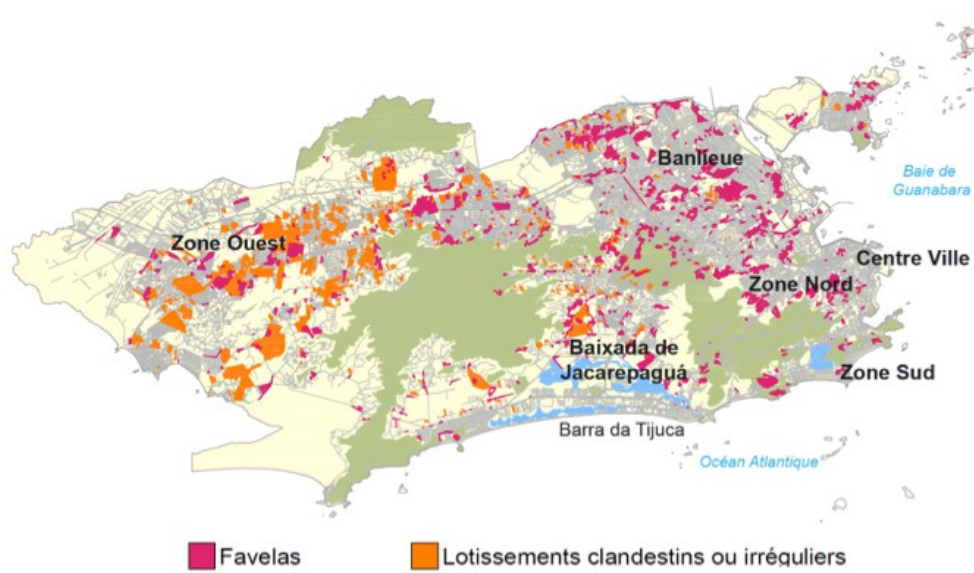 Banlieue
Baie de
Guanabara
Zone Ouest
Centre Ville
Zone Nord
Baixada de
Jacarepaguá
Zone Sud
Barra da Tijuca
Océan Atlantique
Favelas
Lotissements clandestins ou irréguliers